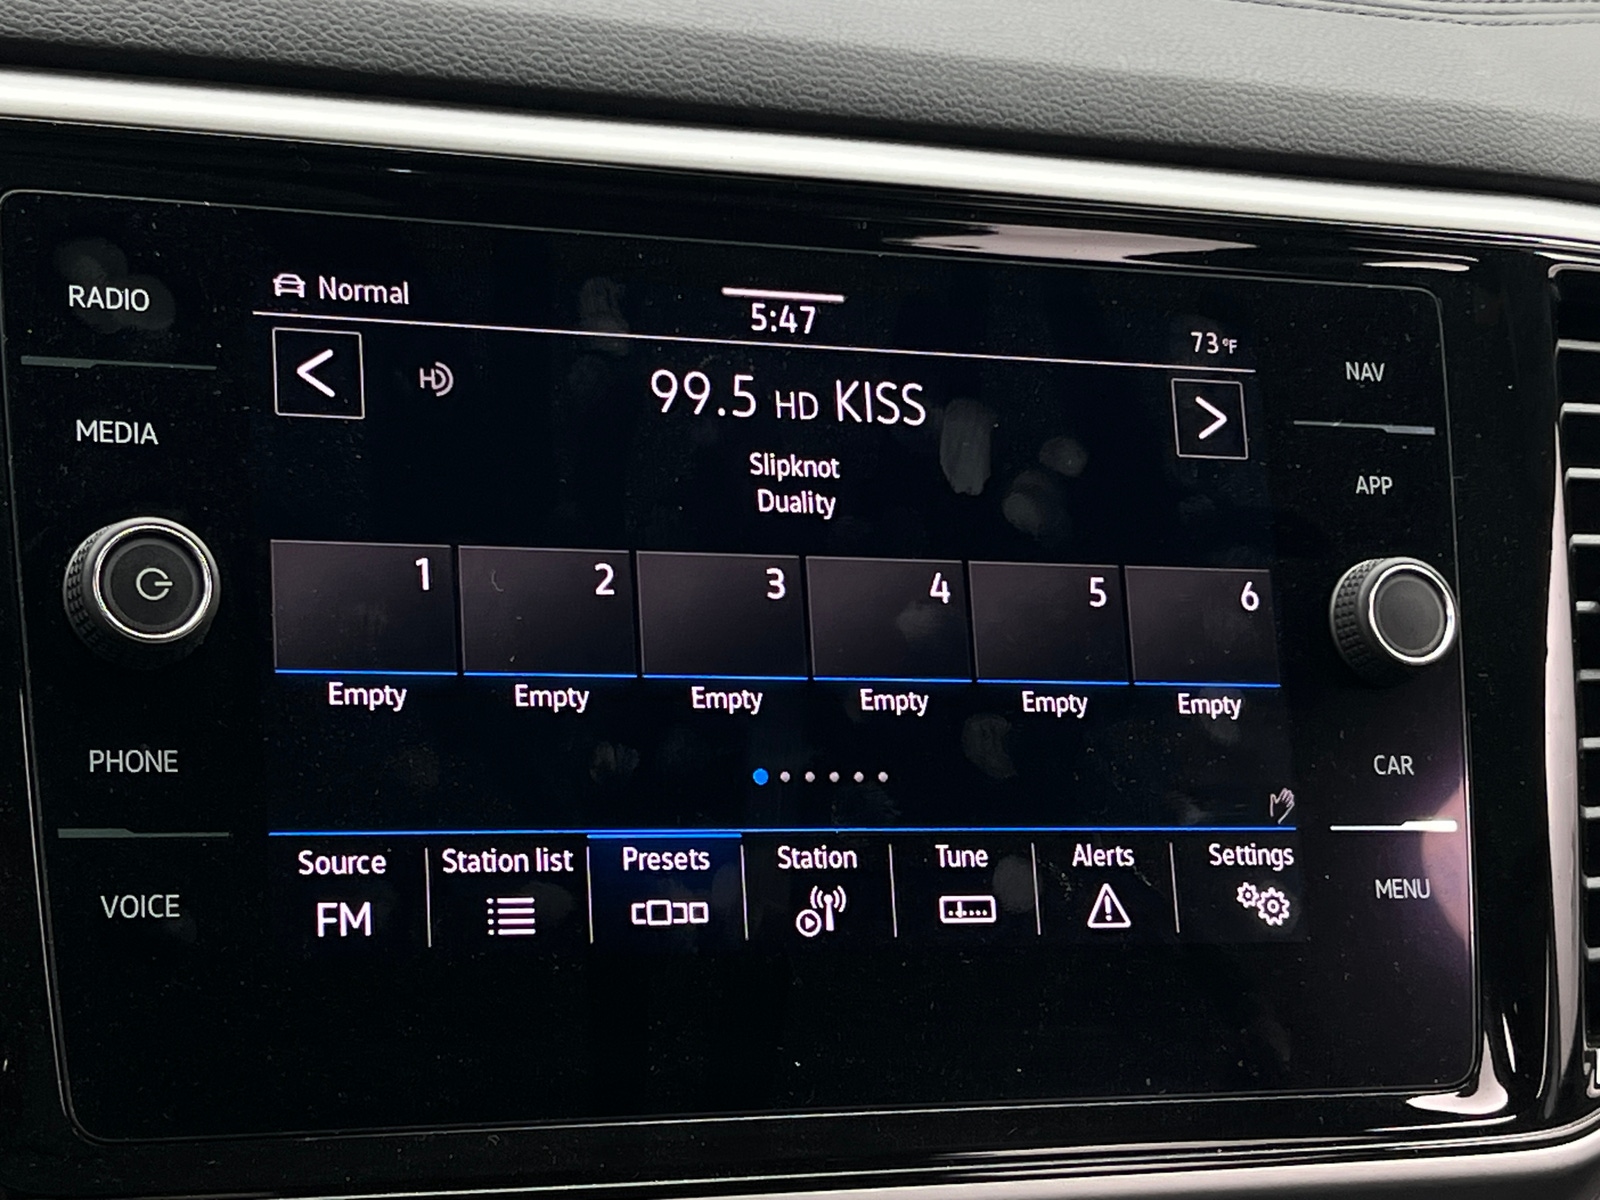 RADIO
MEDIA
PHONE
VOICE
Normal
5:47
73°F
HD
99.5 HD KISS
Slipknot
Duality
1 2 3 4 5 6
Empty Empty Empty Empty Empty Empty
Source Station list Presets Station Tune Alerts Settings
FM
NAV
APP
CAR
MENU